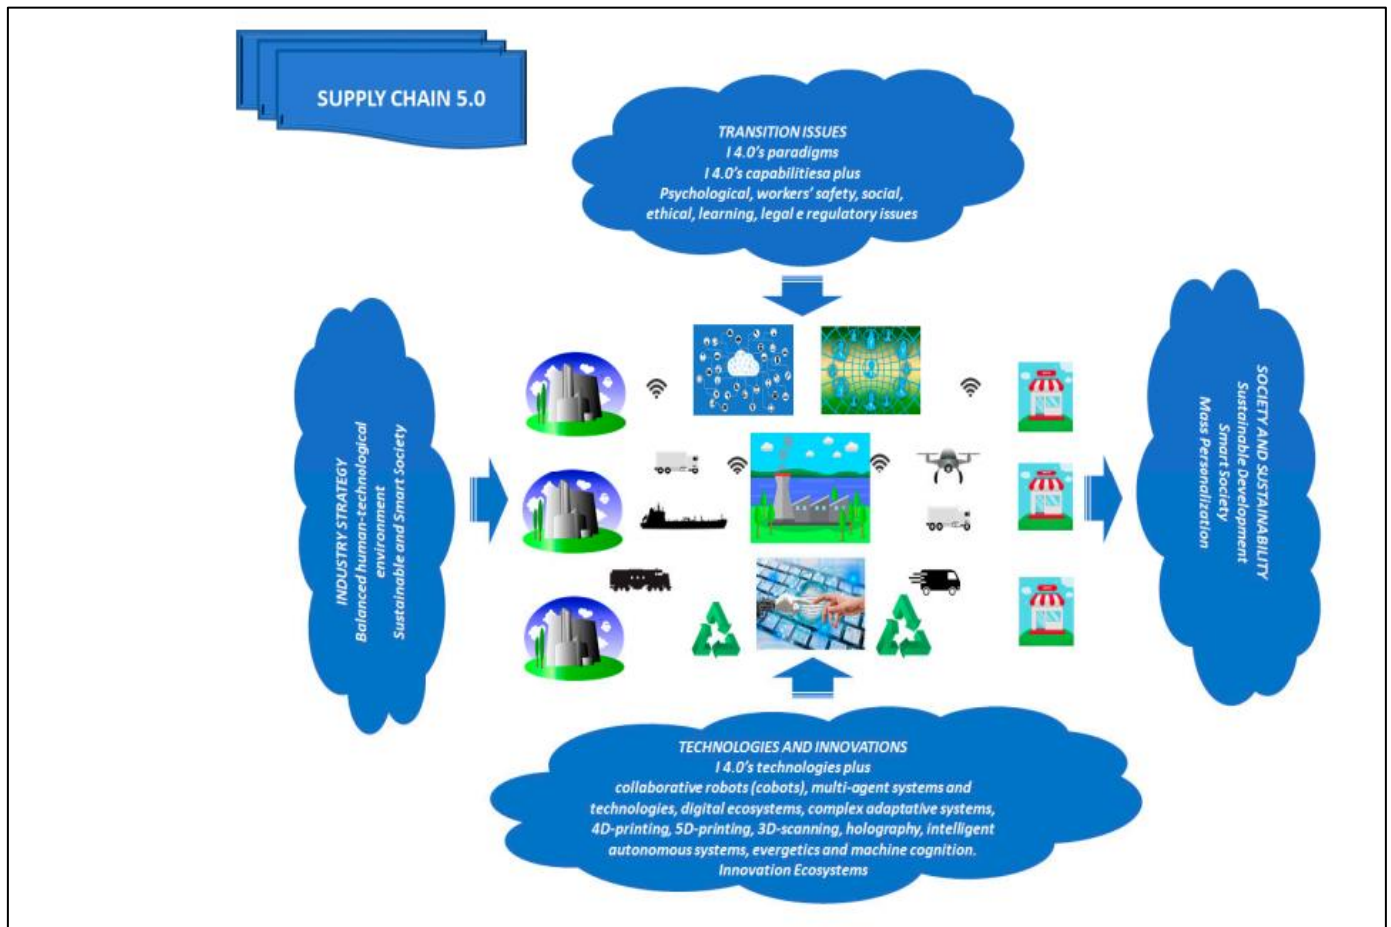 SUPPLY CHAIN 5.0
TRANSITION ISSUES
I 4.0's paradigms
I 4.0's capabilitiesa plus
Psychological, workers' safety, social,
ethical, learning, legal e regulatory issues
INDUSTRY STRATEGY
Balanced human-technological
environment
Sustainable and Smart Society
SOCIETY AND SUSTAINABILITY
Sustainable Development
Smart Society
Mass Personalization
TECHNOLOGIES AND INNOVATIONS
I 4.0's technologies plus
collaborative robots (cobots), multi-agent systems and
technologies, digital ecosystems, complex adaptative systems,
4D-printing, 5D-printing, 3D-scanning, holography, intelligent
autonomous systems, evergetics and machine cognition.
Innovation Ecosystems